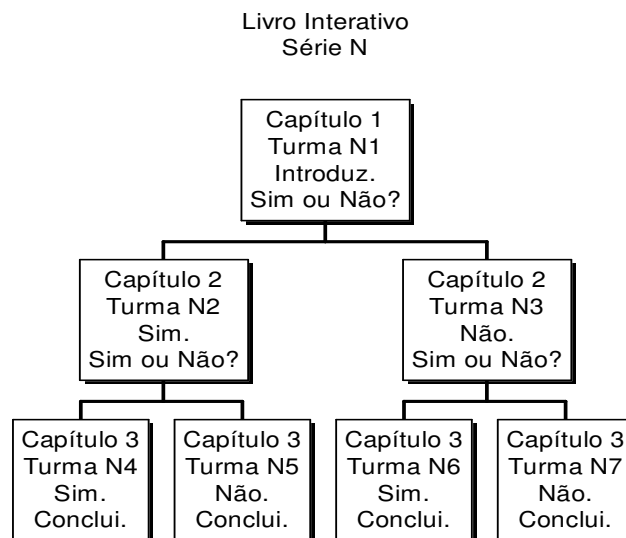 Livro Interativo
Série N
Capítulo 1
Turma N1
Introduz.
Sim ou Não?
Capítulo 2
Turma N2
Sim.
Sim ou Não?
Capítulo 2
Turma N3
Não.
Sim ou Não?
Capítulo 3
Turma N4
Sim.
Conclui.
Capítulo 3
Turma N5
Não.
Conclui.
Capítulo 3
Turma N6
Sim.
Conclui.
Capítulo 3
Turma N7
Não.
Conclui.